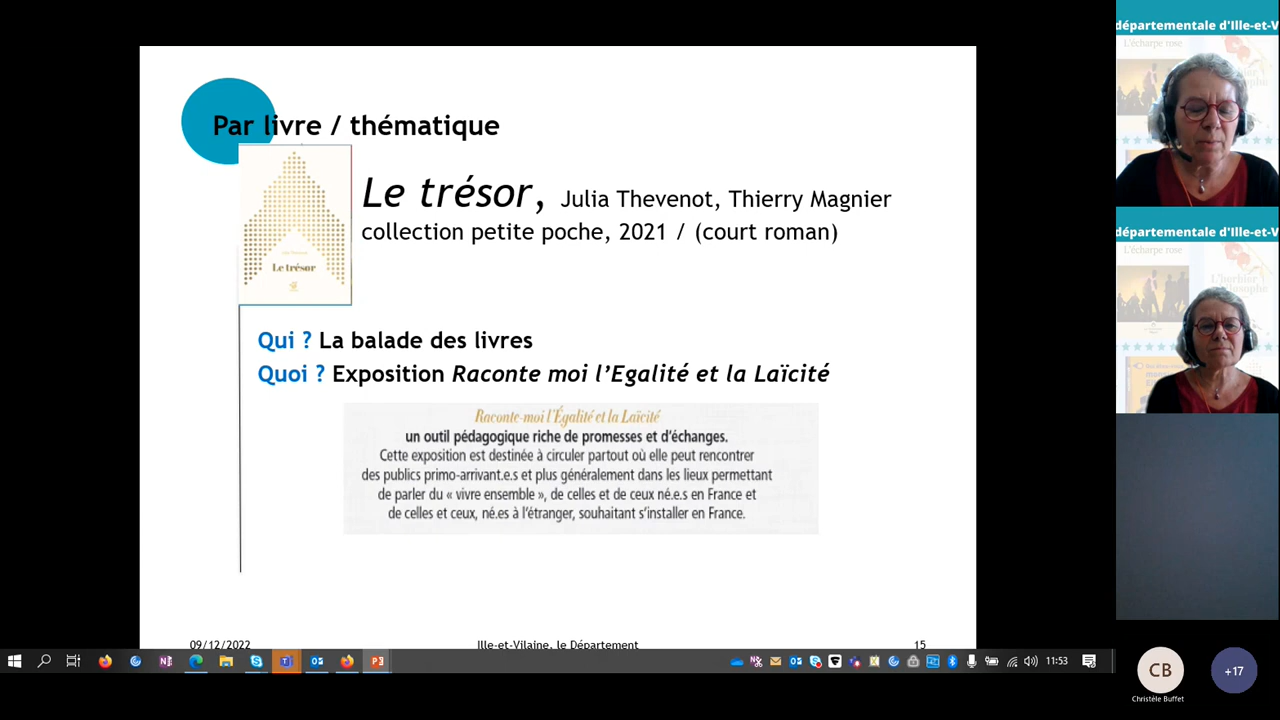 Par livre / thématique
Le trésor, Julia Thevenot, Thierry Magnier
collection petite poche, 2021 / (court roman)
Le trésor
Qui ? La balade des livres
Quoi ? Exposition Raconte moi l'Egalité et la Laïcité
Raconte-moi l'Égalité et la Laïcité
un outil pédagogique riche de promesses et d'échanges.
Cette exposition est destinée à circuler partout où elle peut rencontrer
des publics primo-arrivant.e.s et plus généralement dans les lieux permettant
de parler du « vivre ensemble », de celles et de ceux né.e.s en France et
de celles et ceux, né.es à l'étranger, souhaitant s'installer en France.
09/12/2022
Ille-et-Vilaine, le Département
15
11:53
départementale d'Ille-et-V
L'écharpe rose
départementale d'Ille-et-V
L'écharpe rose
CB
Christèle Buffet
+17